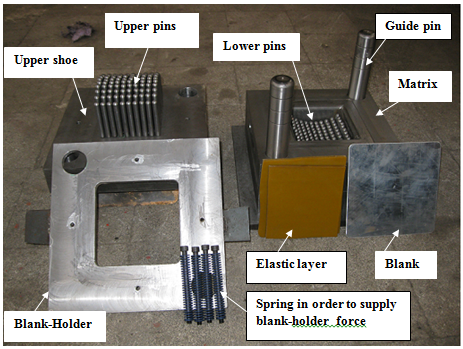 Upper pins
Guide pin
Upper shoe
Lower pins
Matrix
Elastic layer
Blank
Blank-Holder
Spring in order to supply
blank-holder force